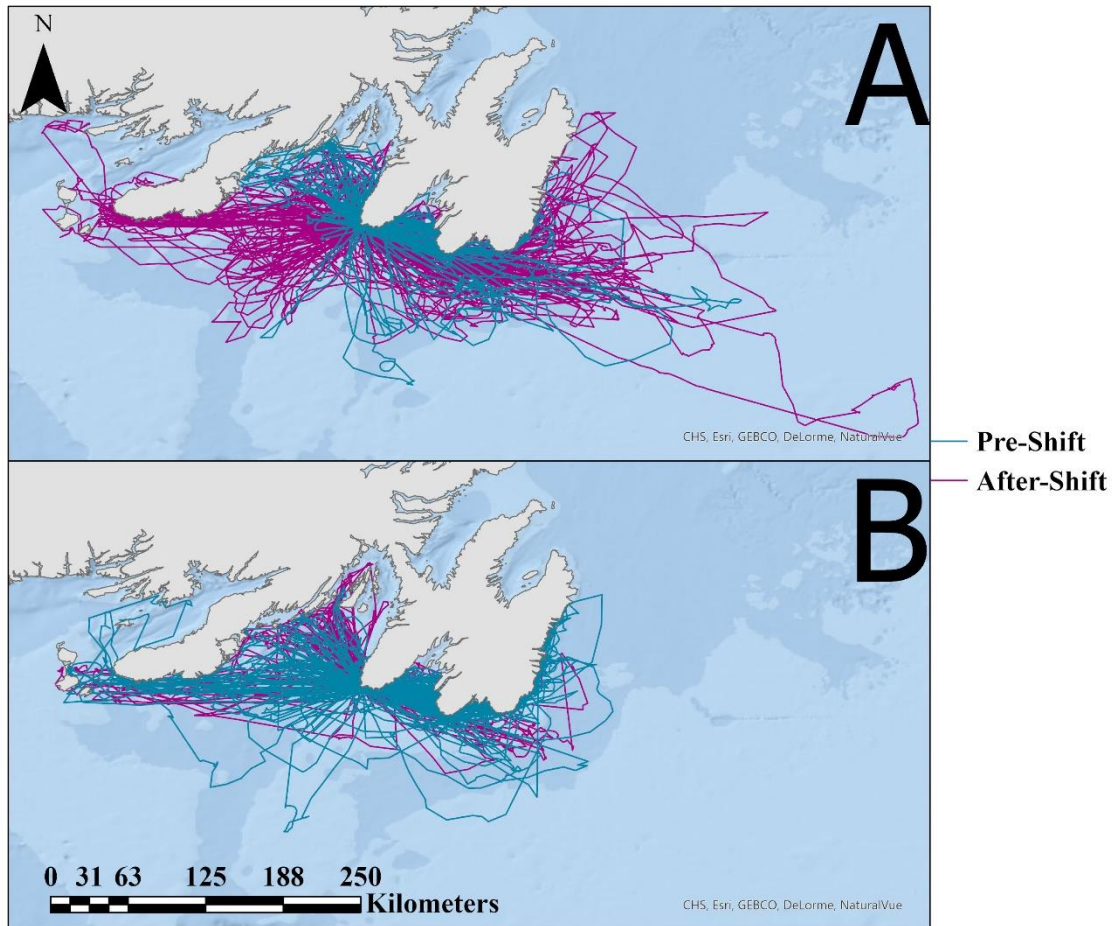 N
A
CHS, Esri, GEBCO, DeLorme, NaturalVue
Pre-Shift
After-Shift
B
0 31 63 125 188 250
Kilometers
CHS, Esri, GEBCO, DeLorme, NaturalVue